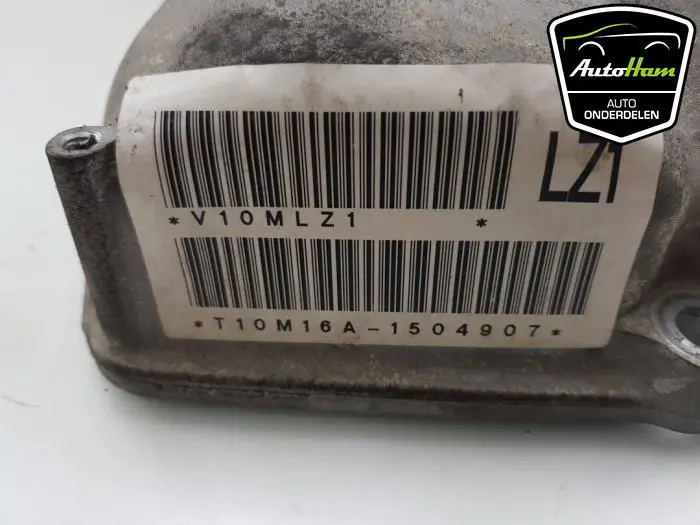 AutoHam
AUTO
ONDERDELEN
LZ1
*V10MLZ1 *
*T10M16A-1504907*